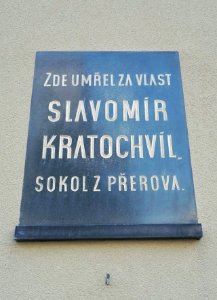 ZDE UMŘEL ZA VLAST
SLAVOMÍR
KRATOCHVÍL.
SOKOL Z PŘEROVA.